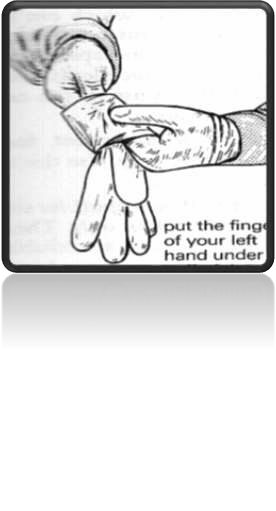 put the finge
of your left
hand under